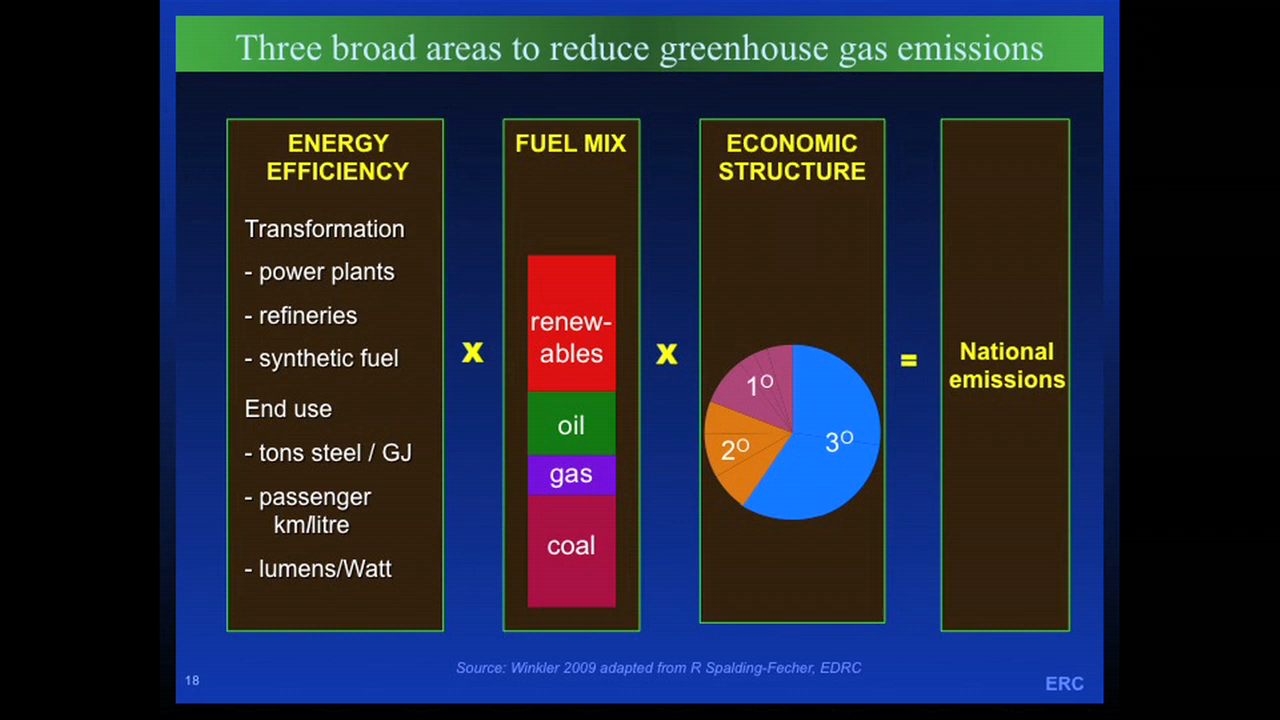 Three broad areas to reduce greenhouse gas emissions
ENERGY
EFFICIENCY
Transformation
- power plants
- refineries
- synthetic fuel
End use
- tons steel / GJ
- passenger
km/litre
- lumens/Watt
x
FUEL MIX
renew-
ables
oil
gas
coal
x
ECONOMIC
STRUCTURE
1O
2O
3O
=
National
emissions
Source: Winkler 2009 adapted from R Spalding-Fecher, EDRC
18
ERC